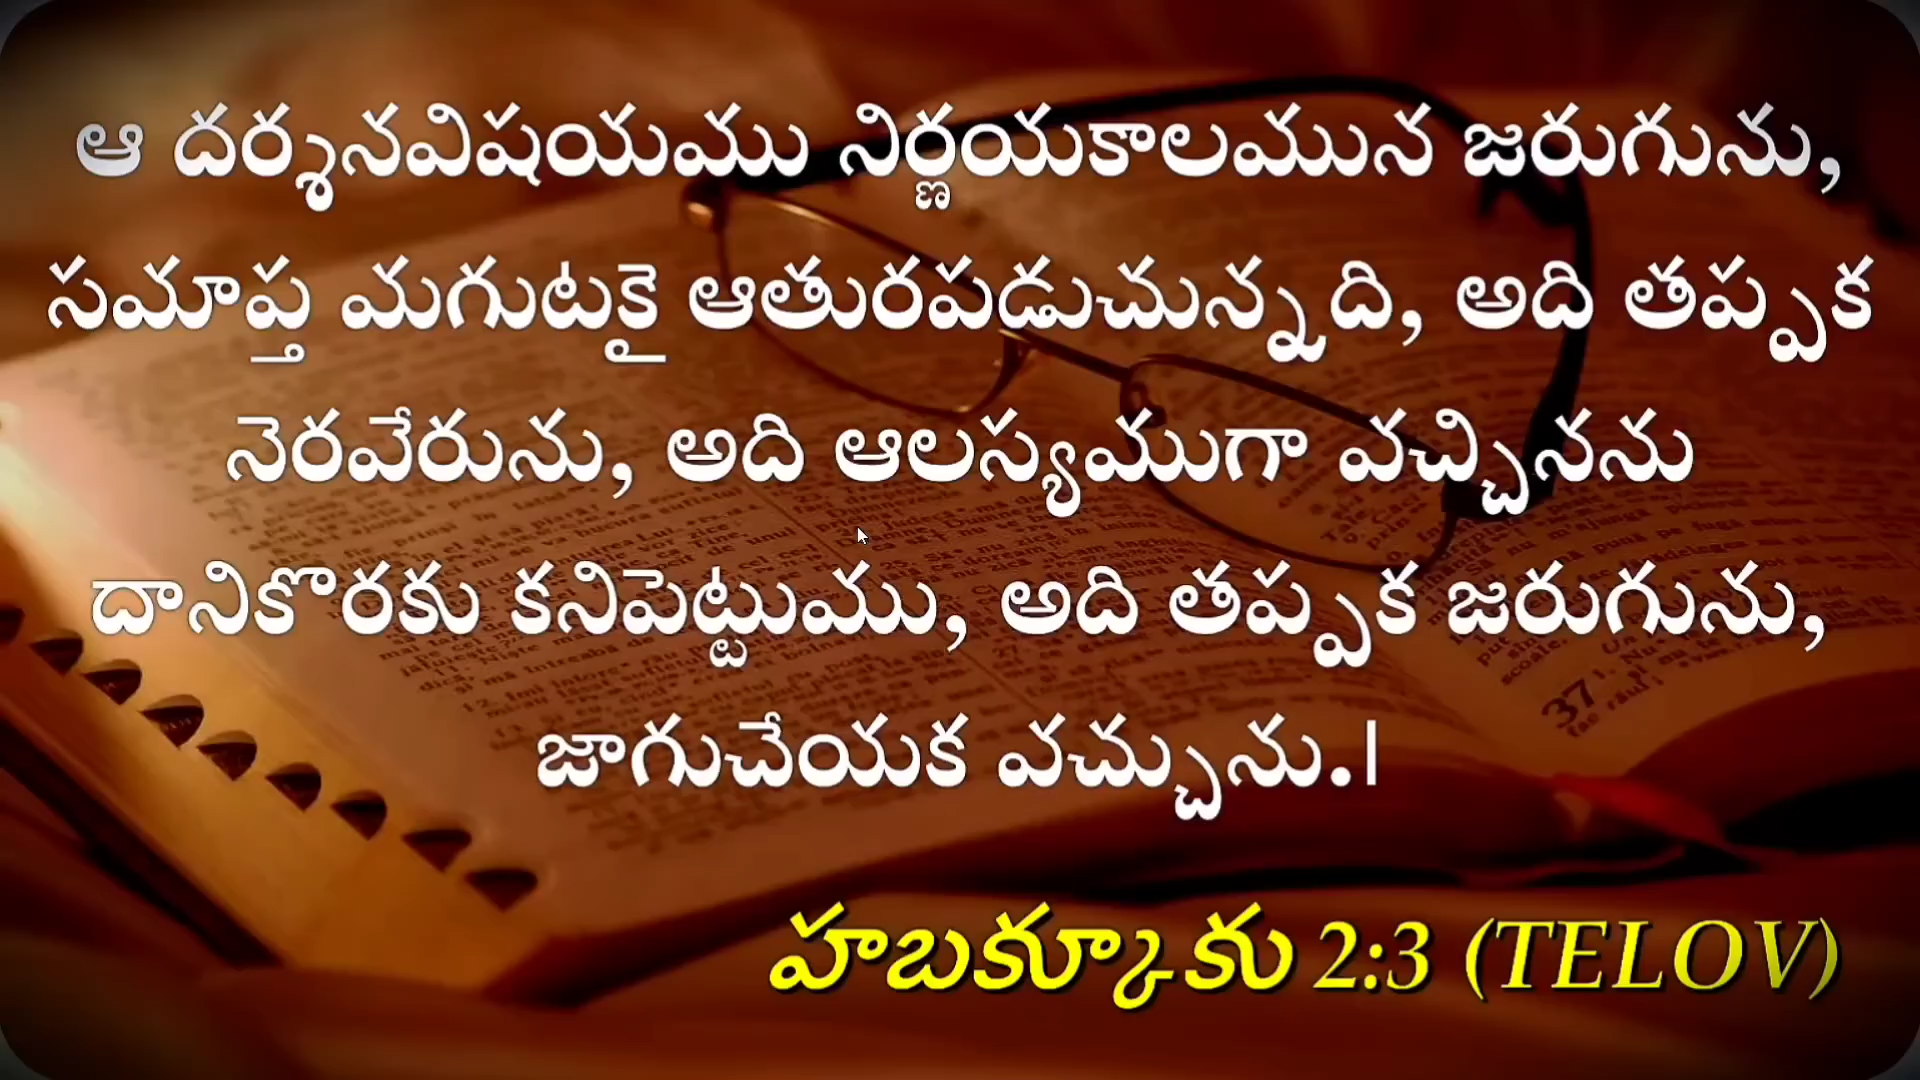 ఆ దర్శనవిషయము నిర్ణయకాలమున జరుగును,
సమాప్త మగుటకై ఆతురపడుచున్నది, అది తప్పక
నెరవేరును, అది ఆలస్యముగా వచ్చినను
దానికొరకు కనిపెట్టుము, అది తప్పక జరుగును,
జాగుచేయక వచ్చును.।
హబక్కూకు 2:3 (TELOV)